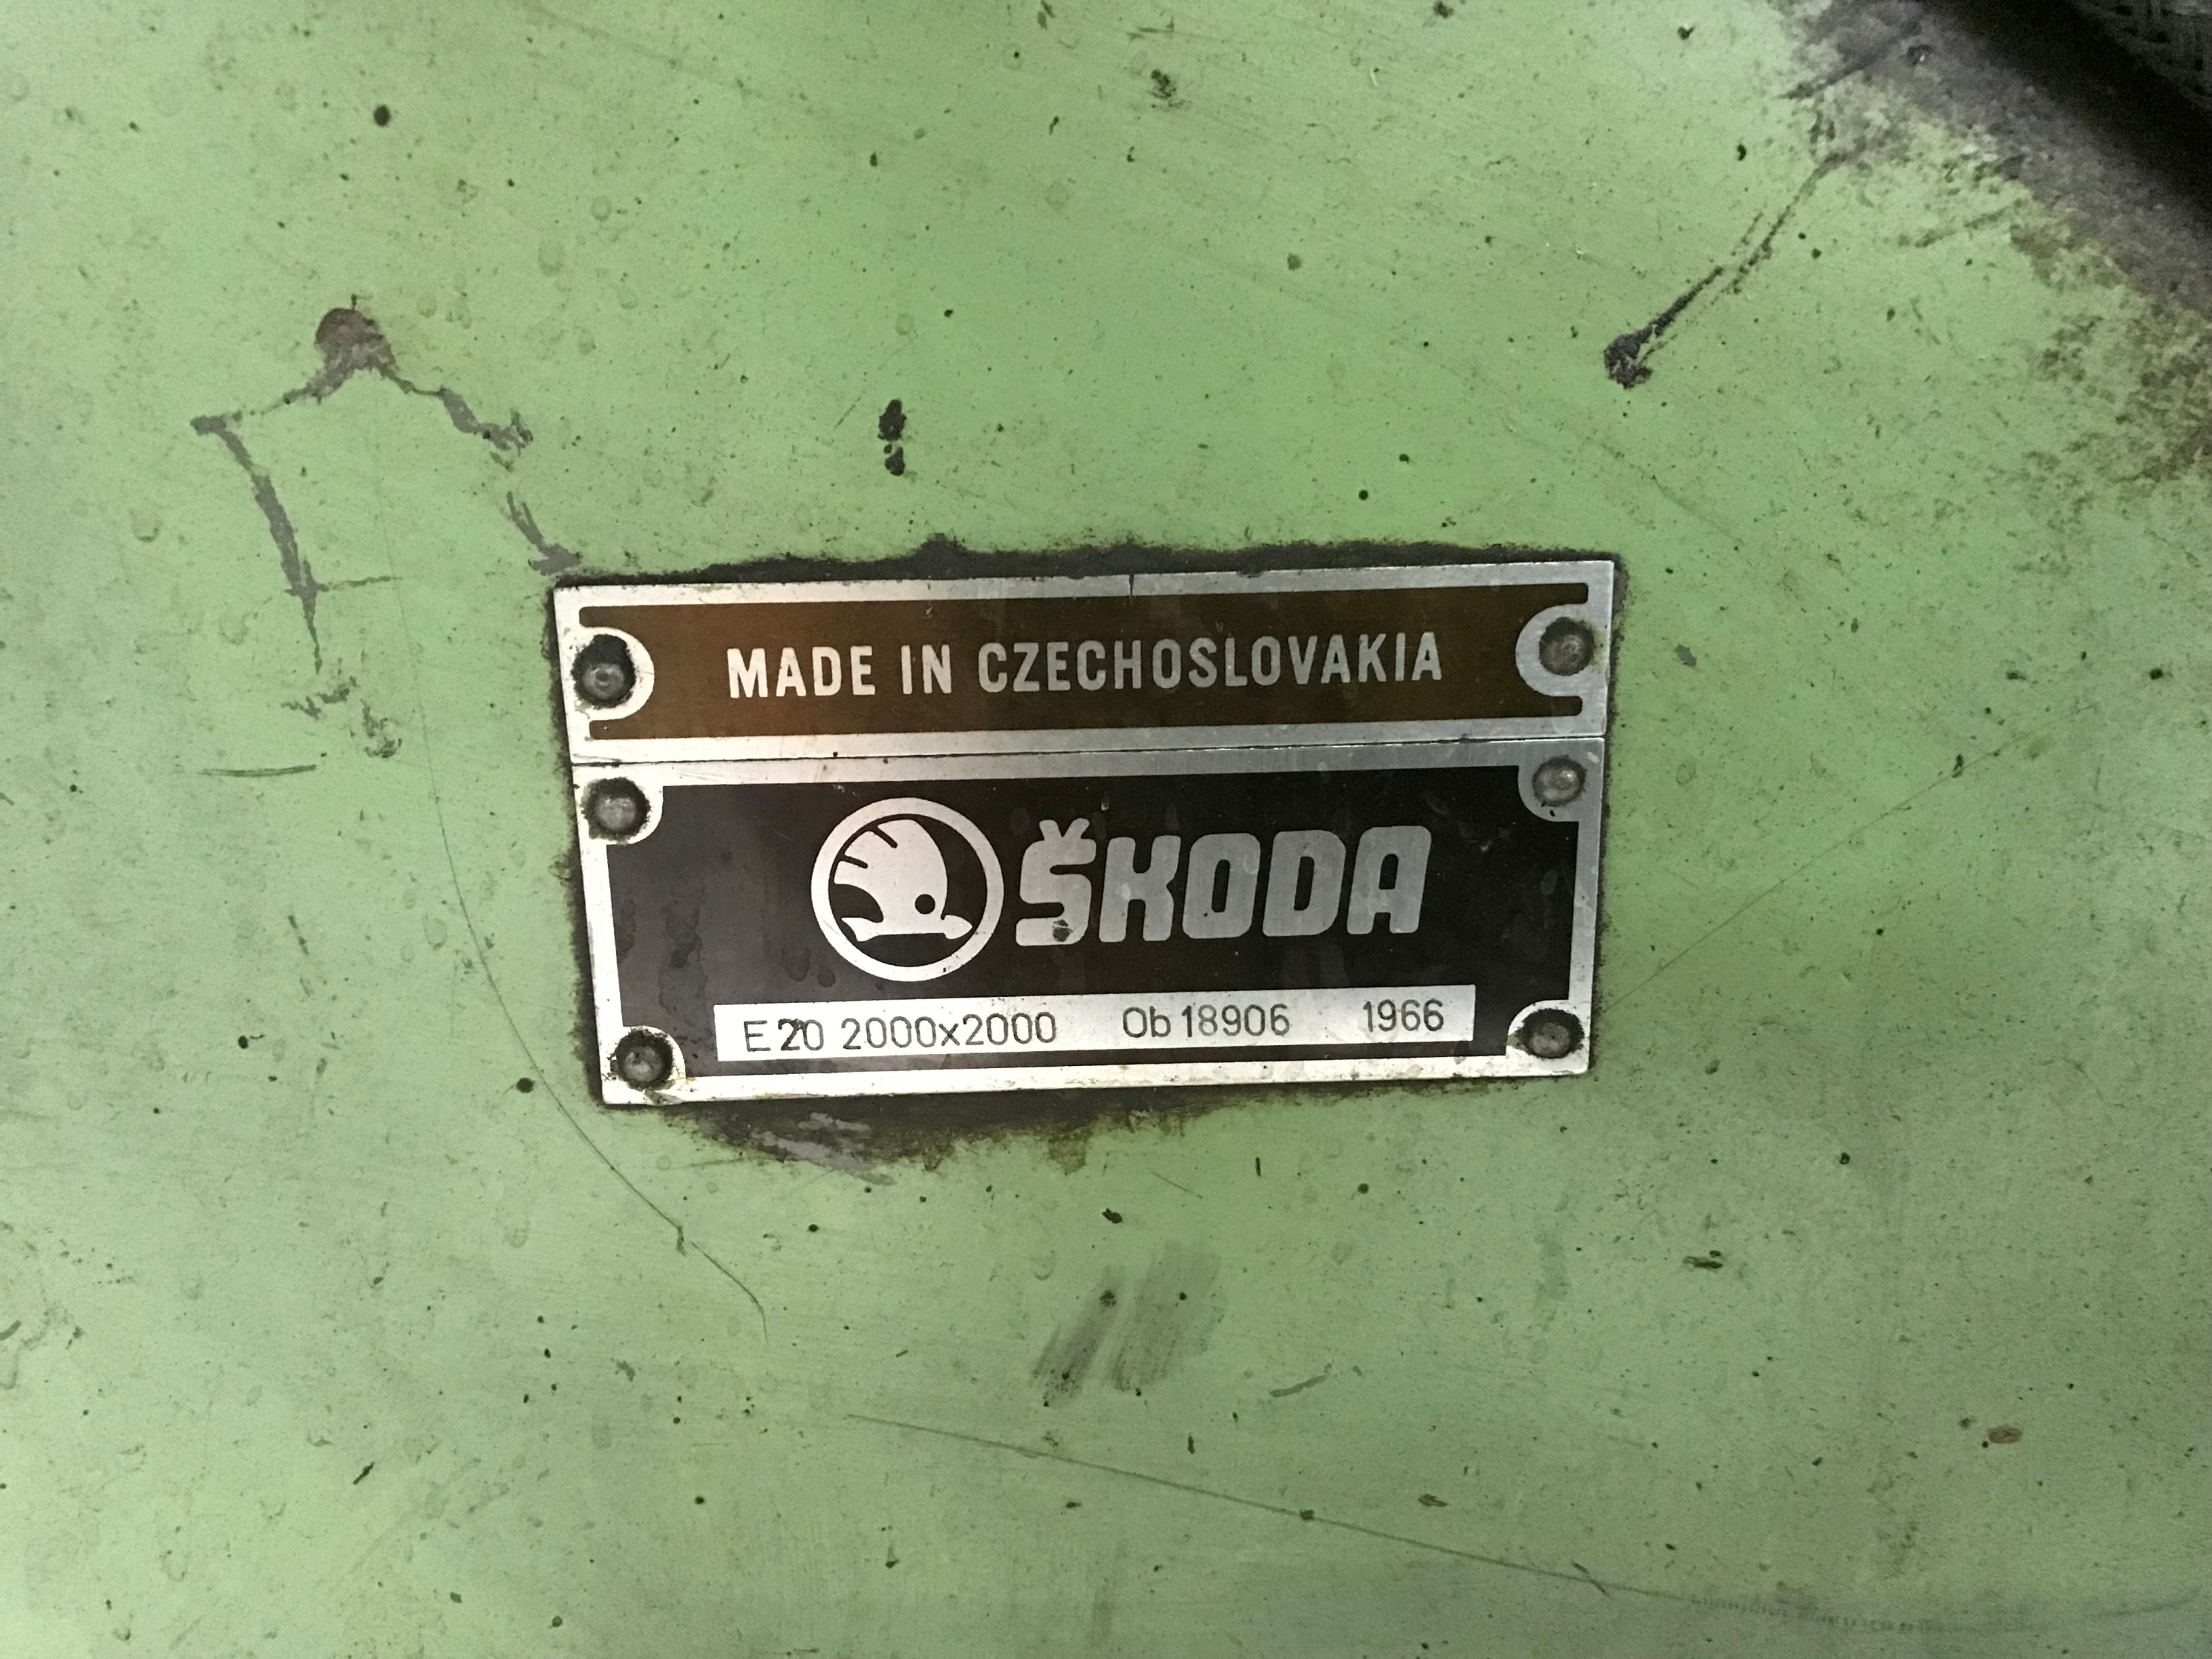 MADE IN CZECHOSLOVAKIA
ŠKODA
E20 2000x2000 Ob 18906 1966